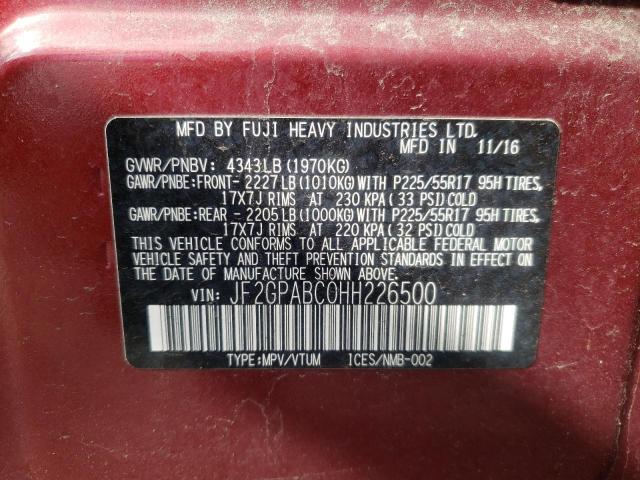 MFD BY FUJI HEAVY INDUSTRIES LTD.
MFD IN 11/16
GVWR/PNBV: 4343LB(1970KG)
GAWR/PNBE:FRONT- 2227LB(1010KG)WITH P225/55R17 95H TIRES,
17X7J RIMS AT 230 KPA(33 PSI)COLD
GAWR/PNBE:REAR - 2205LB(1000KG)WITH P225/55R17 95H TIRES,
17X7J RIMS AT 220 KPA(32 PSI)COLD
THIS VEHICLE CONFORMS TO ALL APPLICABLE FEDERAL MOTOR
VEHICLE SAFETY AND THEFT PREVENTION STANDARDS IN EFFECT ON
THE DATE OF MANUFACTURE SHOWN ABOVE.
VIN: JF2GPABC0HH226500
TYPE:MPV/VTUM ICES/NMB-002